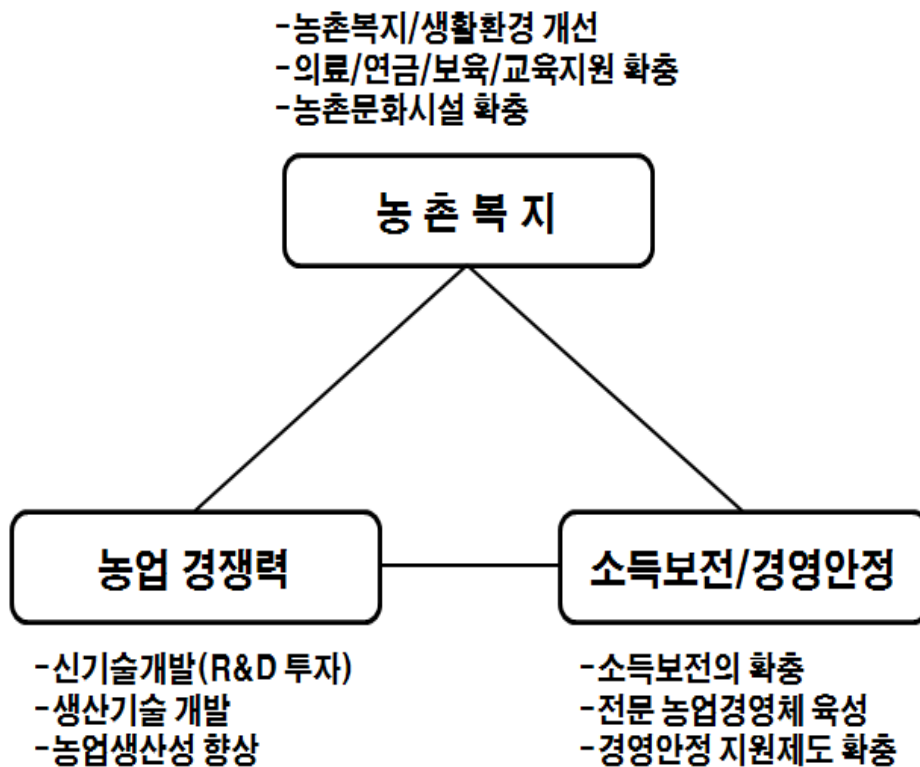 -농촌복지/생활환경 개선
-의료/연금/보육/교육지원 확충
-농촌문화시설 확충
농 촌 복 지
농업 경쟁력
소득보전/경영안정
-신기술개발(R&D 투자)
-생산기술 개발
-농업생산성 향상
-소득보전의 확충
-전문 농업경영체 육성
-경영안정 지원제도 확충